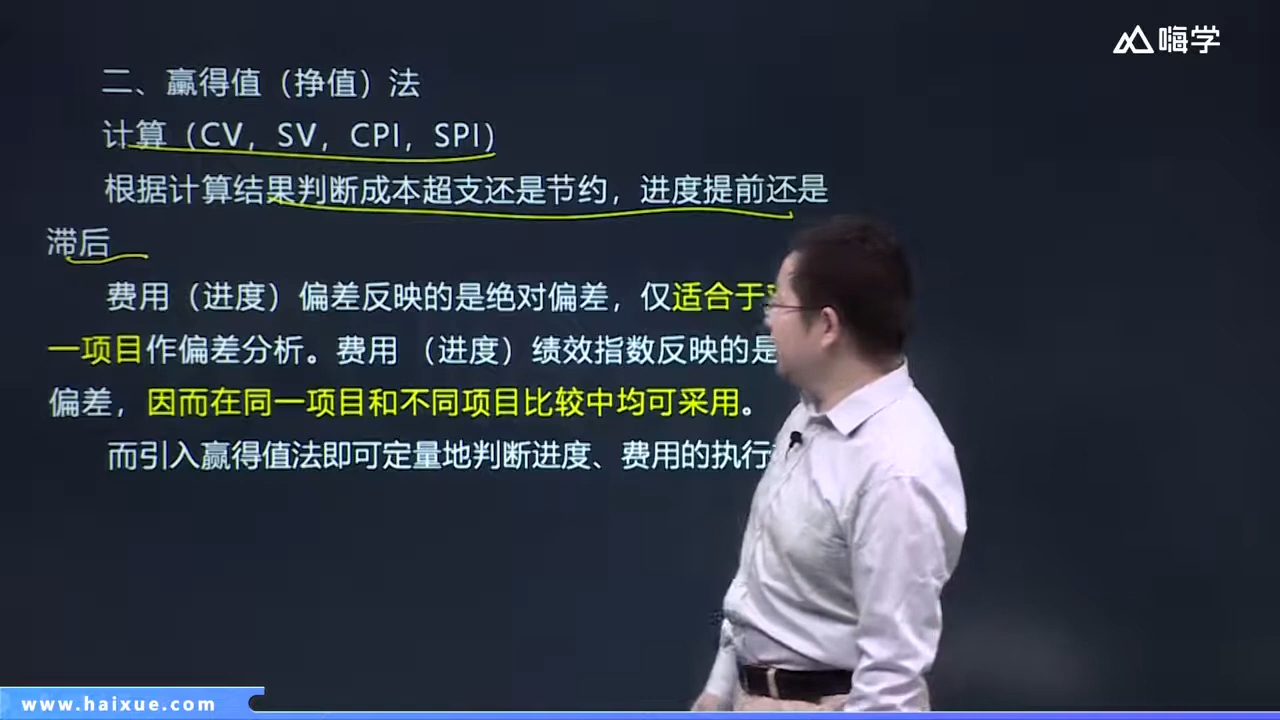 嗨学
二、赢得值（挣值）法
计算（CV，SV，CPI，SPI）
根据计算结果判断成本超支还是节约，进度提前还是
滞后
费用（进度）偏差反映的是绝对偏差，仅适合于
一项目作偏差分析。费用（进度）绩效指数反映的是
偏差，因而在同一项目和不同项目比较中均可采用。
而引入赢得值法即可定量地判断进度、费用的执行
www.haixue.com